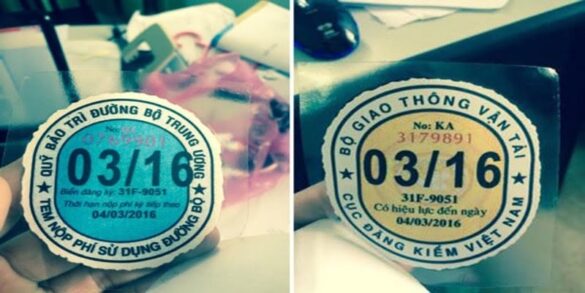 QUỸ BẢO TRÌ ĐƯỜNG BỘ TRUNG ƯƠNG
No: KA
03/16
Biển đăng ký: 31F-9051
Thời hạn nộp phí kỳ tiếp theo
04/03/2016
TEM NỘP PHÍ SỬ DỤNG ĐƯỜNG BỘ
BỘ GIAO THÔNG VẬN TẢI
No: KA
3179891
03/16
31F-9051
Có hiệu lực đến ngày
04/03/2016
CỤC ĐĂNG KIỂM VIỆT NAM